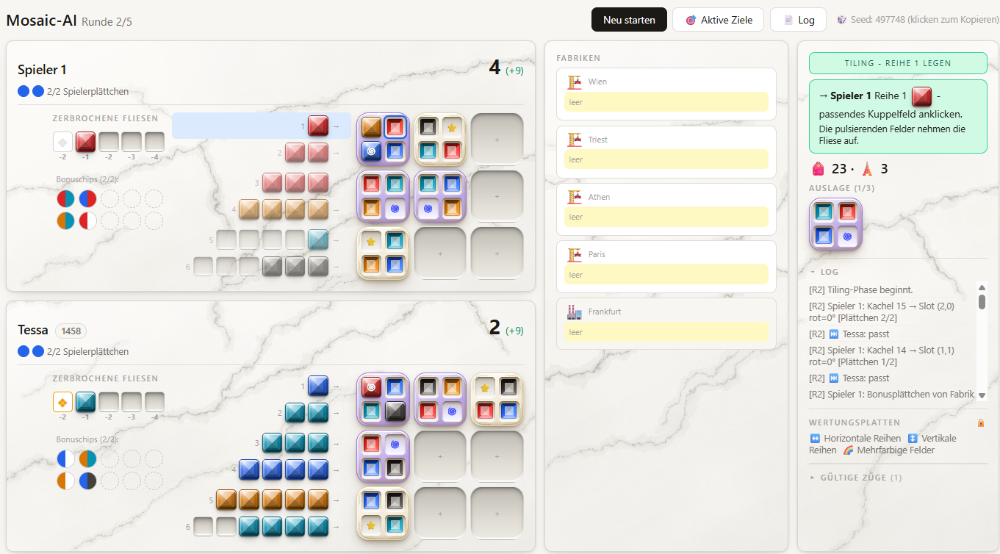 Mosaic-AI Runde 2/5
Neu starten
Aktive Ziele
Log
Seed: 497748 (klicken zum Kopieren)
Spieler 1
4 (+9)
2/2 Spielerplättchen
ZERBROCHENE FLIESEN
-2 -1 -2 -3 -4
Bonuschips (2/2):
1 →
2 →
3 →
4 →
5 →
6 →
+
+
+
+
Tessa 1458
2 (+9)
2/2 Spielerplättchen
ZERBROCHENE FLIESEN
-2 -1 -2 -3 -4
Bonuschips (2/2):
1 →
2 →
3 →
4 →
5 →
6 →
+
+
+
+
FABRIKEN
Wien
leer
Triest
leer
Athen
leer
Paris
leer
Frankfurt
leer
TILING - REIHE 1 LEGEN
→ Spieler 1 Reihe 1 -
passendes Kuppelfeld anklicken.
Die pulsierenden Felder nehmen die
Fliese auf.
23 · 3
AUSLAGE (1/3)
LOG
[R2] Tiling-Phase beginnt.
[R2] Spieler 1: Kachel 15 → Slot (2,0)
rot=0° [Plättchen 2/2]
[R2] ⏭️ Tessa: passt
[R2] Spieler 1: Kachel 14 → Slot (1,1)
rot=0° [Plättchen 1/2]
[R2] ⏭️ Tessa: passt
[R2] Spieler 1: Bonusplättchen von Fabrik
WERTUNGSPLATTEN
↔️ Horizontale Reihen ↕️ Vertikale
Reihen 🌈 Mehrfarbige Felder
GÜLTIGE ZÜGE (1)